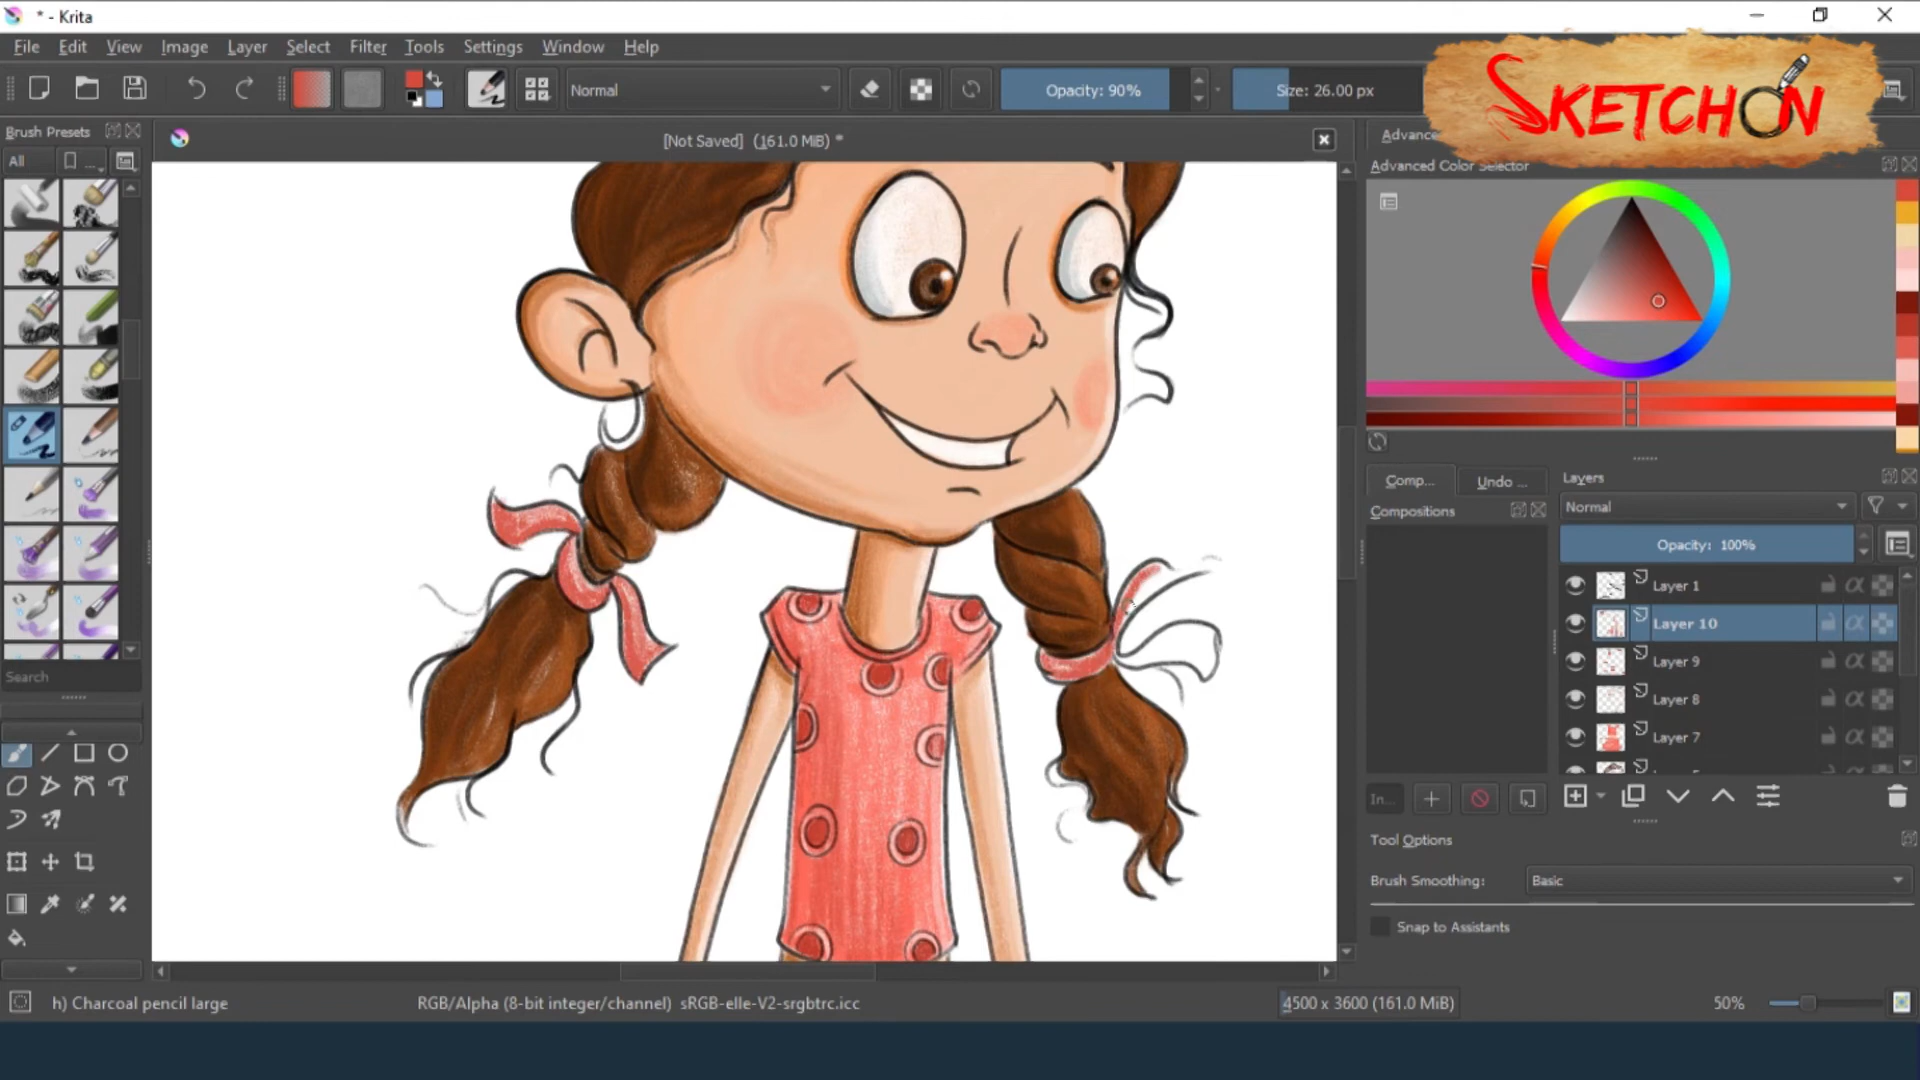 * - Krita
File Edit View Image Layer Select Filter Tools Settings Window Help
Normal
Opacity: 90%
Size: 26.00 px
SKETCHON
Brush Presets
[Not Saved] (161.0 MiB) *
All
...
Advanced Color Selector
Comp...
Undo ...
Layers
Compositions
Normal
Opacity: 100%
Layer 1
Layer 10
Layer 9
Layer 8
Layer 7
Search
In...
Tool Options
Brush Smoothing:
Basic
Snap to Assistants
h) Charcoal pencil large
RGB/Alpha (8-bit integer/channel) sRGB-elle-V2-srgbtrc.icc
4500 x 3600 (161.0 MiB)
50%